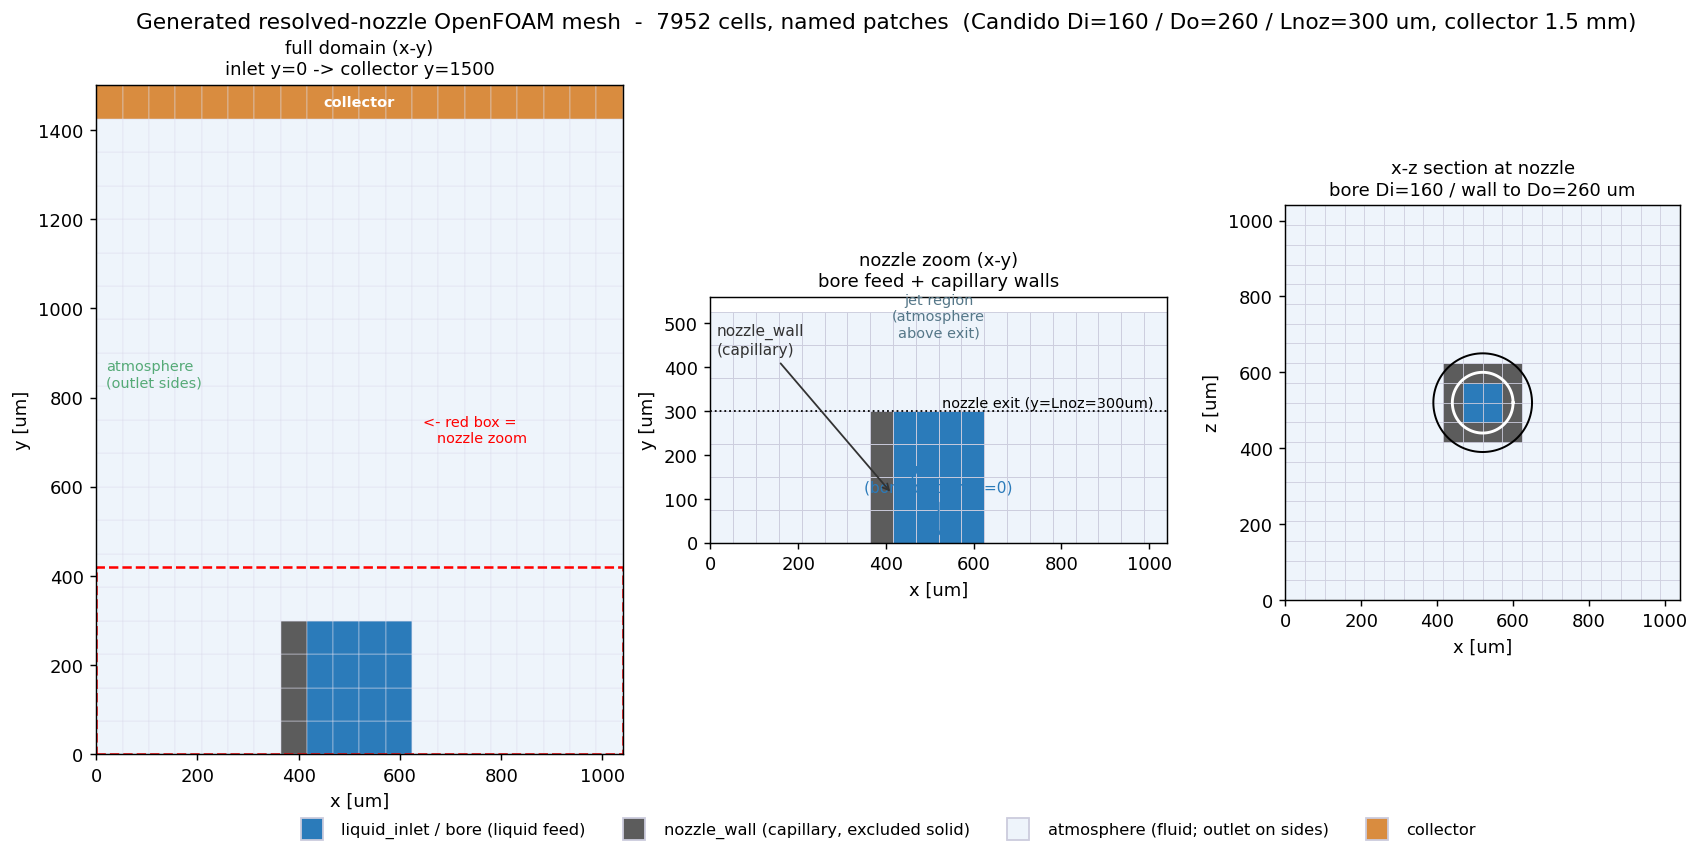 Generated resolved-nozzle OpenFOAM mesh - 7952 cells, named patches (Candido Di=160 / Do=260 / Lnoz=300 um, collector 1.5 mm)
full domain (x-y)
inlet y=0 -> collector y=1500
collector
1400
1200
1000
800
600
400
200
0
y [um]
atmosphere
(outlet sides)
<- red box =
nozzle zoom
0
200
400
600
800
1000
x [um]
nozzle zoom (x-y)
bore feed + capillary walls
jet region
(atmosphere
above exit)
nozzle_wall
(capillary)
nozzle exit (y=Lnoz=300um)
=0)
500
400
300
200
100
0
y [um]
0
200
400
600
800
1000
x [um]
x-z section at nozzle
bore Di=160 / wall to Do=260 um
1000
800
600
400
200
0
z [um]
0
200
400
600
800
1000
x [um]
liquid_inlet / bore (liquid feed)
nozzle_wall (capillary, excluded solid)
atmosphere (fluid; outlet on sides)
collector